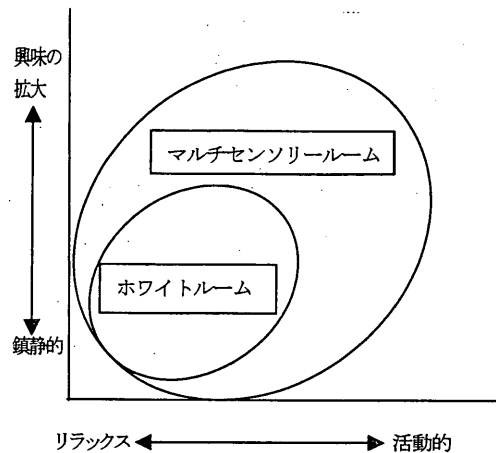 興味の
拡大
マルチセンソリールーム
ホワイトルーム
鎮静的
リラックス
活動的